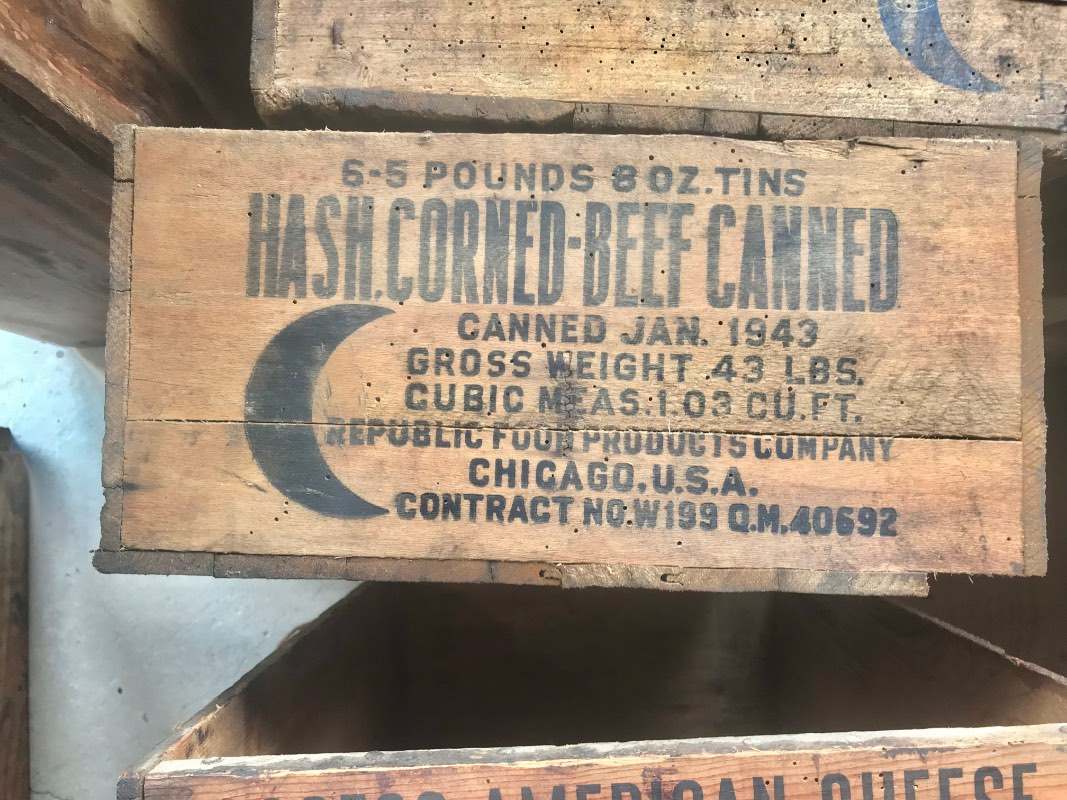 6-5 POUNDS 8 OZ. TINS
HASH, CORNED-BEEF CANNED
CANNED JAN. 1943
GROSS WEIGHT 43 LBS.
CUBIC MEAS. 1.03 CU. FT.
REPUBLIC FOOD PRODUCTS COMPANY
CHICAGO, U.S.A.
CONTRACT NO. W199 Q.M. 40692
AMERICAN CHEESE